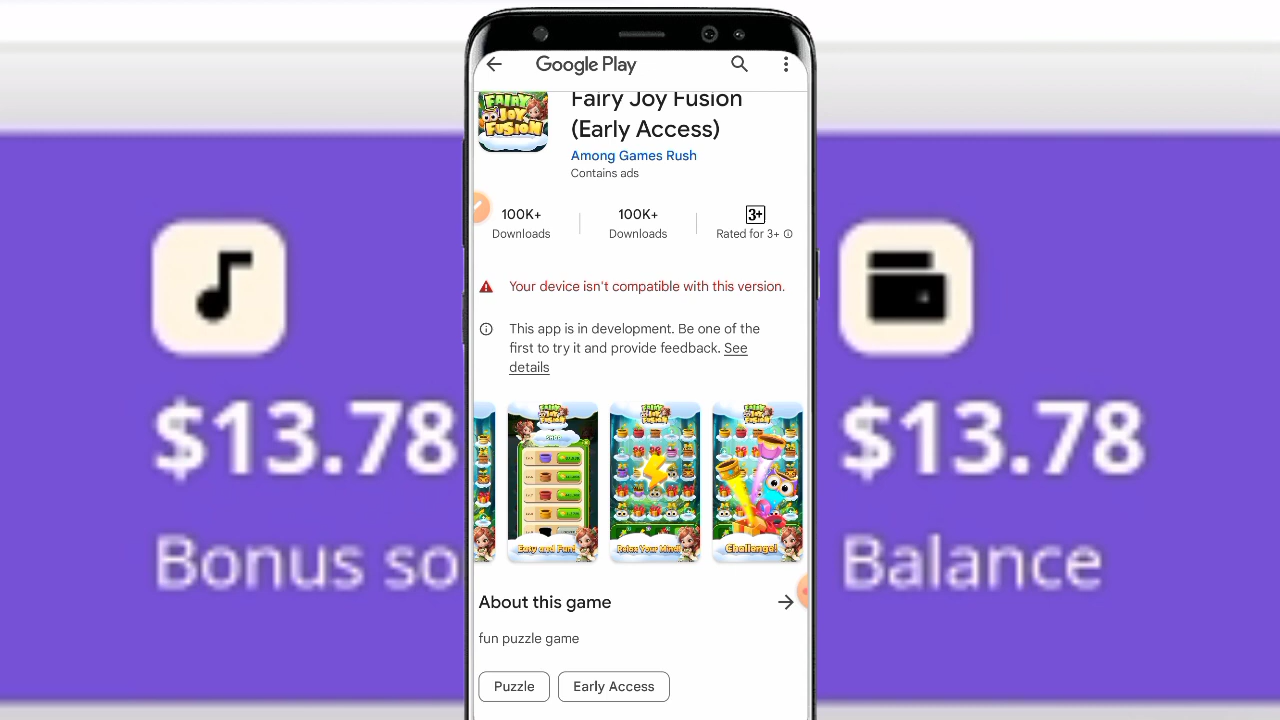 Google Play
FAIRY
JOY
FUSION
Fairy Joy Fusion
(Early Access)
Among Games Rush
Contains ads
100K+
Downloads
100K+
Downloads
3+
Rated for 3+
Your device isn't compatible with this version.
This app is in development. Be one of the
first to try it and provide feedback. See
details
$13.78
Bonus so
$13.78
Balance
Easy and Fun!
Relax Your Mind!
Challenge!
About this game
fun puzzle game
Puzzle
Early Access